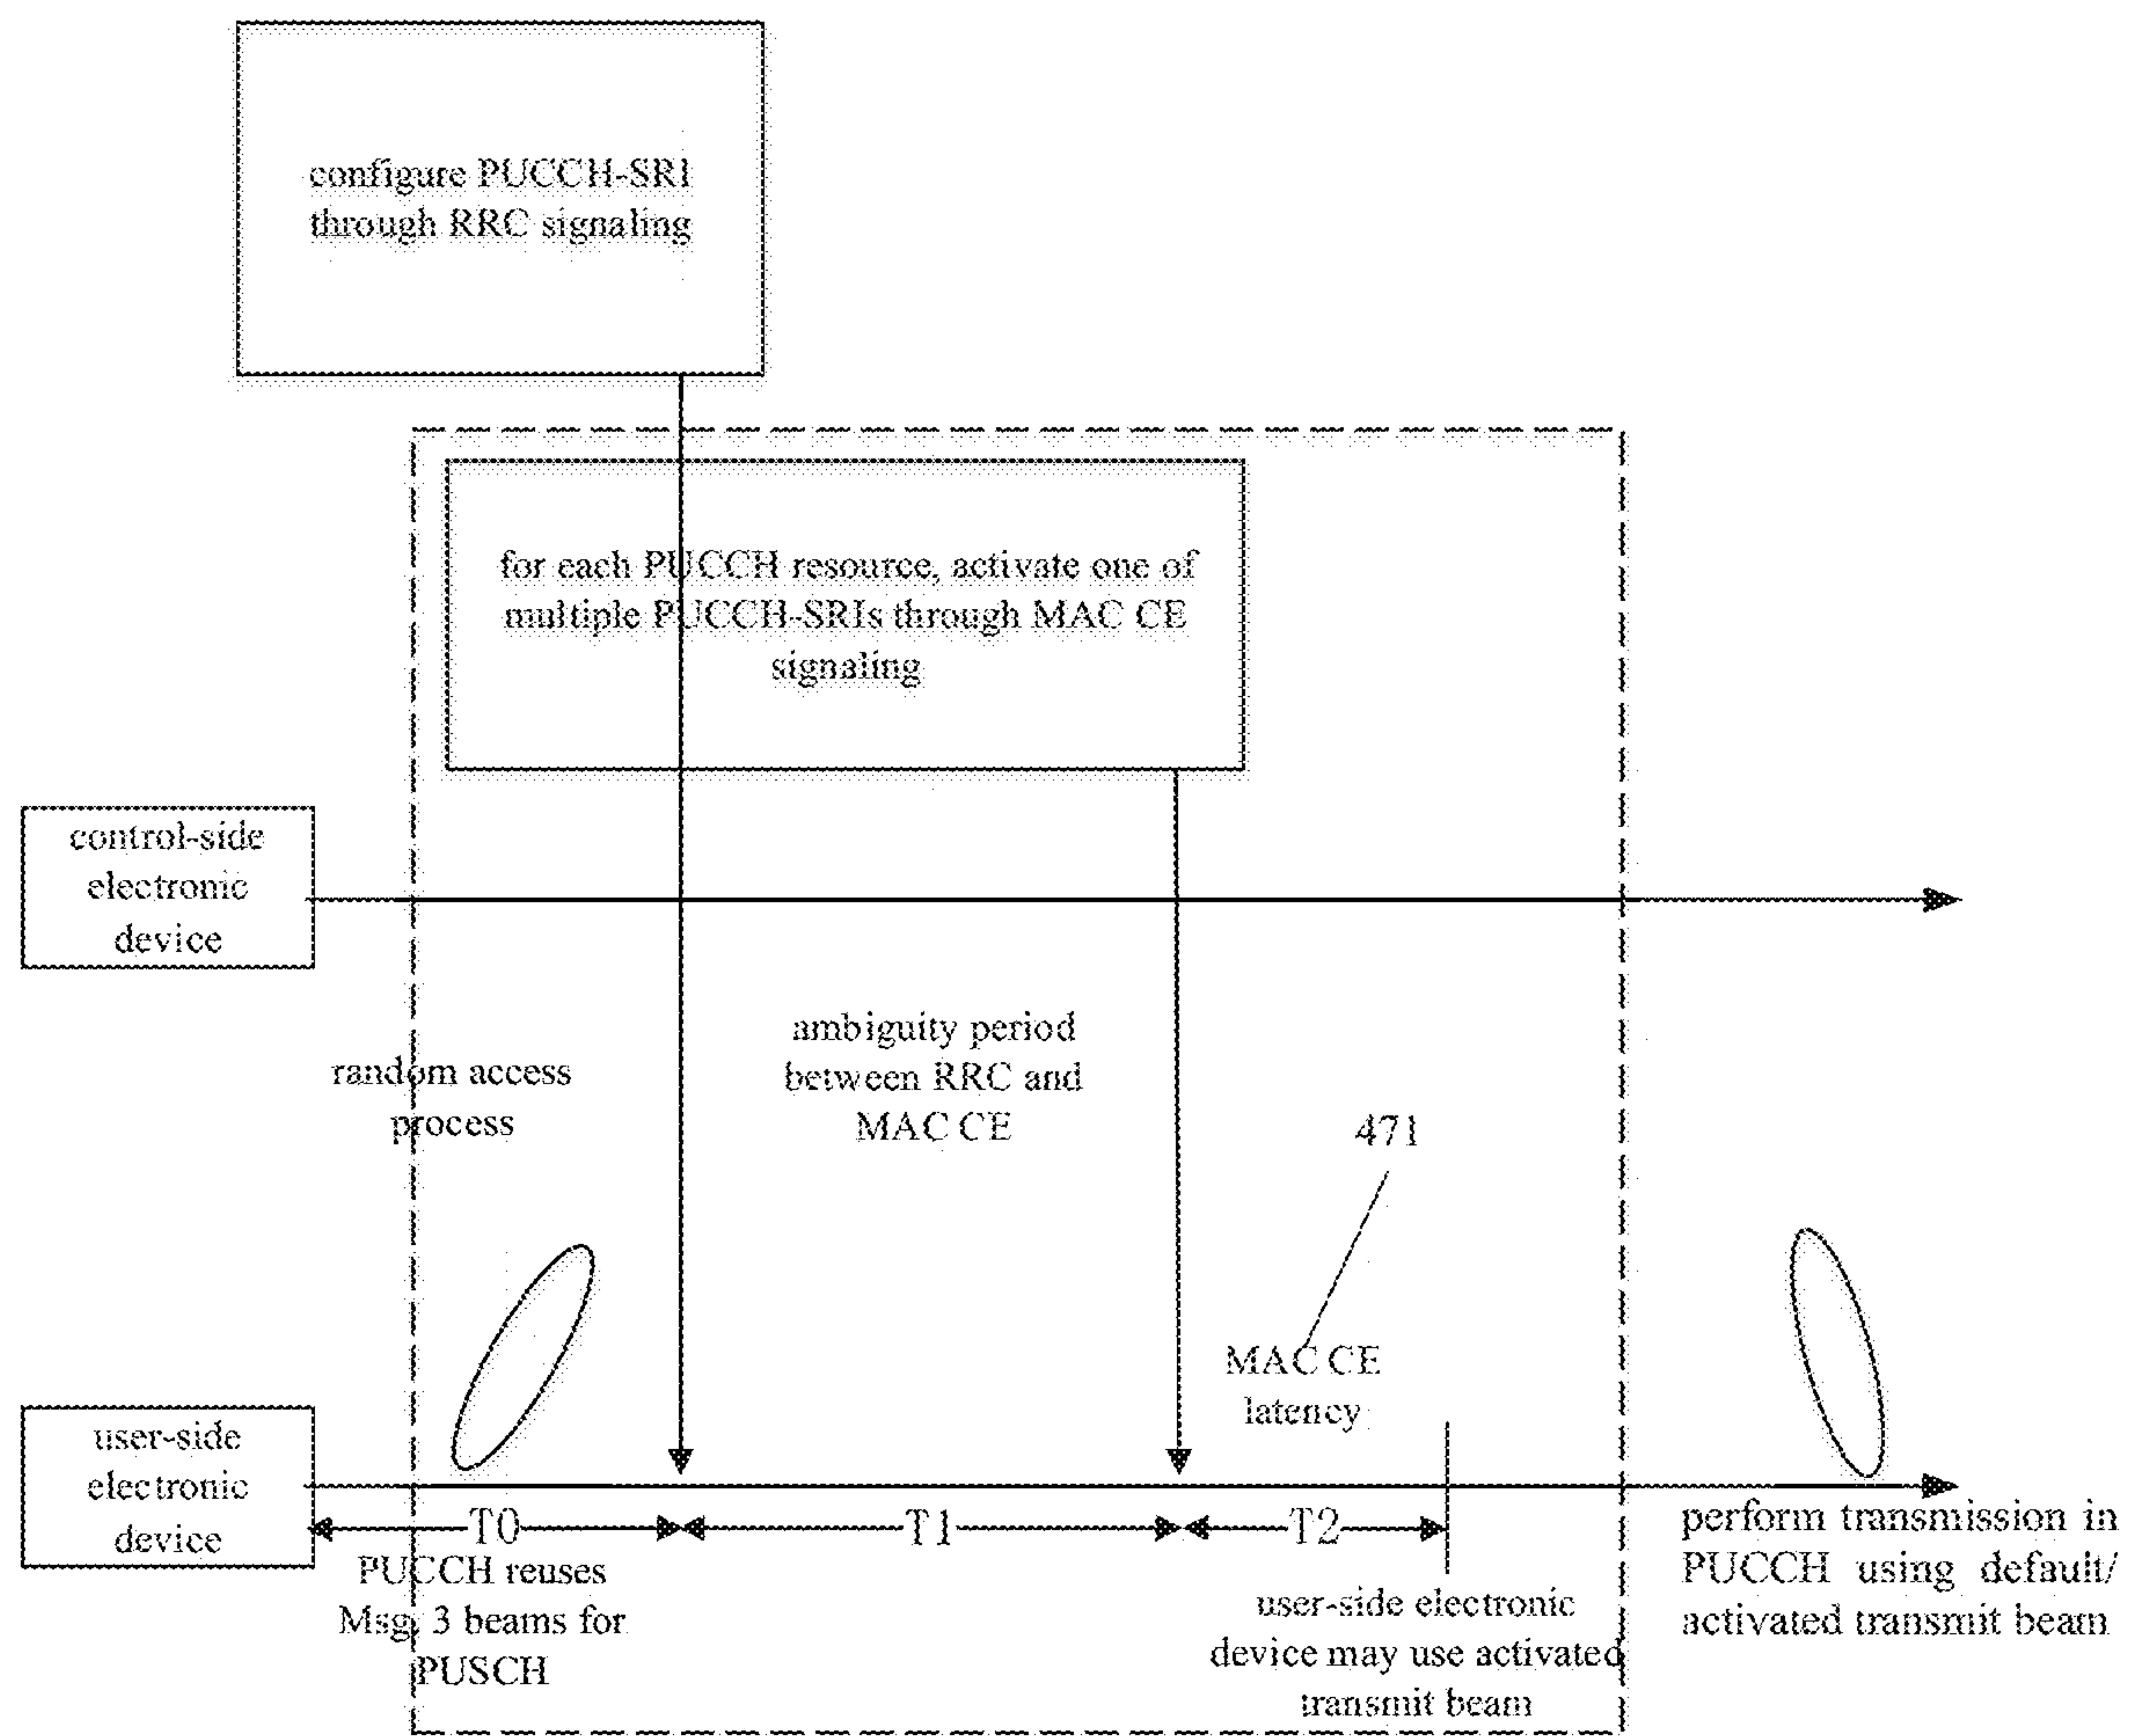 configure PUCCH-SRI
through RRC signaling
for each PUCCH resource, activate one of
multiple PUCCH-SRIs through MAC CE
signaling
control-side
electronic
device
random access
process
ambiguity period
between RRC and
MAC CE
471
MAC CE
latency
user-side
electronic
device
T0
T1
T2
PUCCH reuses
Msg. 3 beams for
PUSCH
user-side electronic
device may use activated
transmit beam
perform transmission in
PUCCH using default/
activated transmit beam